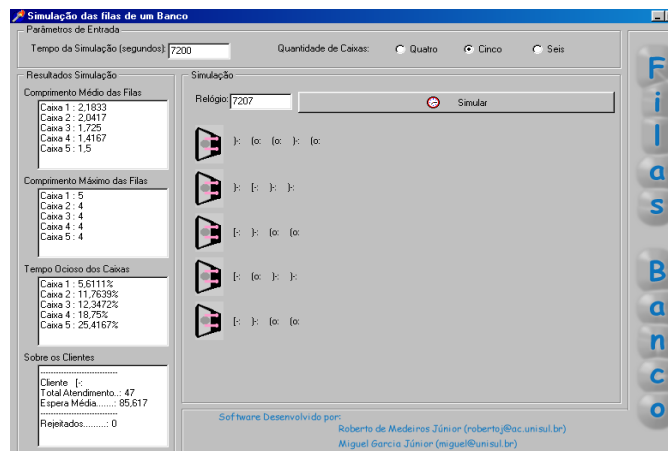 Simulação das filas de um Banco
Parâmetros de Entrada
Tempo da Simulação (segundos): 7200
Quantidade de Caixas: Quatro Cinco Seis
Resultados Simulação
Comprimento Médio das Filas
Caixa 1 : 2,1833
Caixa 2 : 2,0417
Caixa 3 : 1,725
Caixa 4 : 1,4167
Caixa 5 : 1,5
Comprimento Máximo das Filas
Caixa 1 : 5
Caixa 2 : 4
Caixa 3 : 4
Caixa 4 : 4
Caixa 5 : 4
Tempo Ocioso dos Caixas
Caixa 1 : 5,6111%
Caixa 2 : 11,7639%
Caixa 3 : 12,3472%
Caixa 4 : 18,75%
Caixa 5 : 25,4167%
Sobre os Clientes
----------------------------
Cliente [-:
Total Atendimento..: 47
Espera Média.......: 85,617
----------------------------
Rejeitados.........: 0
Simulação
Relógio: 7207
Simular
}-: (o: (o: }-: (o:
}-: [-: }-: }-:
[-: }-: (o: (o:
[-: (o: }-: }-:
[-: }-: (o: (o:
Software Desenvolvido por:
Roberto de Medeiros Júnior (robertoj@ac.unisul.br)
Miguel Garcia Júnior (miguel@unisul.br)
Filas Banco